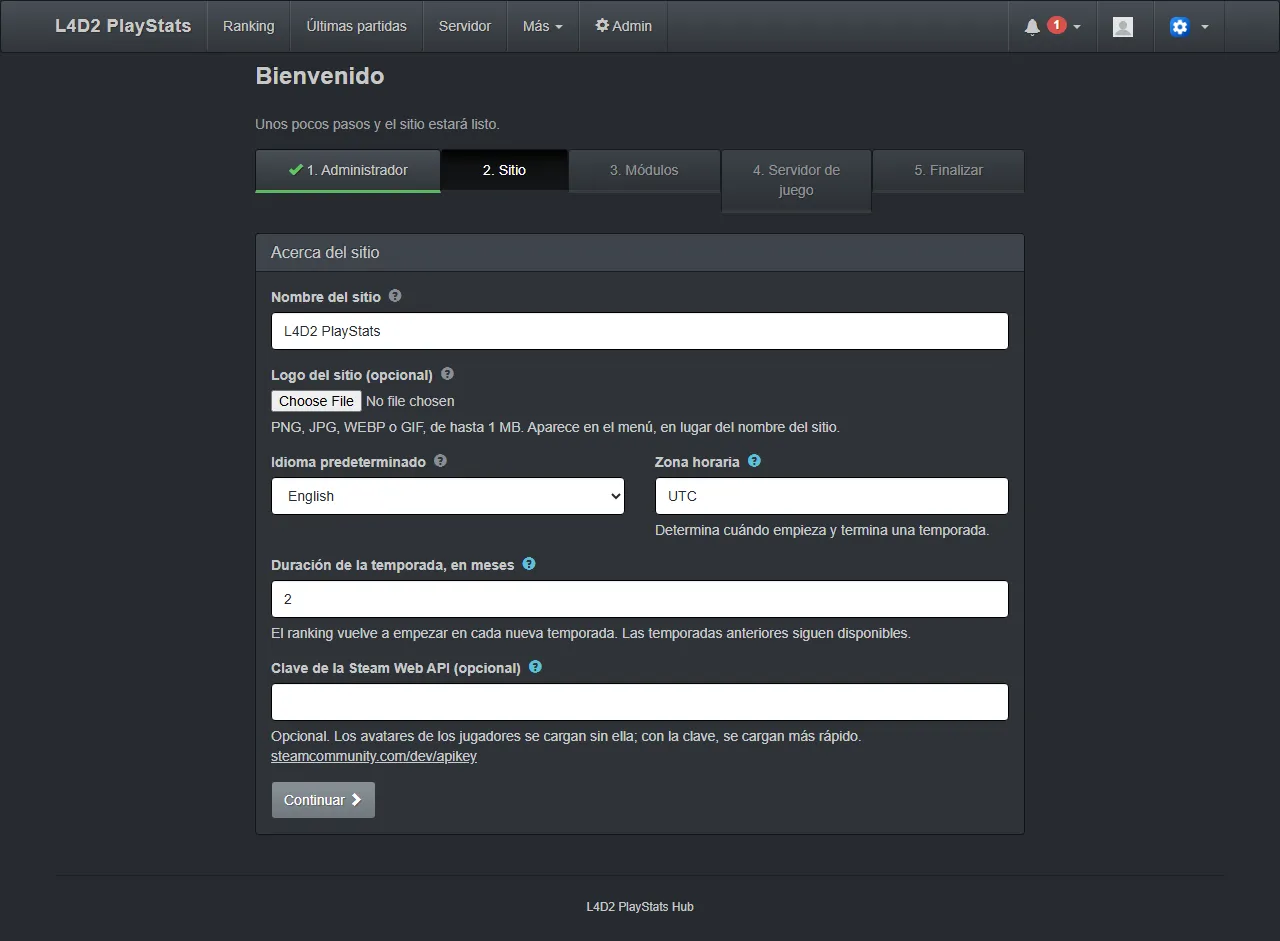 L4D2 PlayStats
Ranking
Últimas partidas
Servidor
Más
Admin
1
Bienvenido
Unos pocos pasos y el sitio estará listo.
1. Administrador
2. Sitio
3. Módulos
4. Servidor de
juego
5. Finalizar
Acerca del sitio
Nombre del sitio ?
L4D2 PlayStats
Logo del sitio (opcional) ?
Choose File No file chosen
PNG, JPG, WEBP o GIF, de hasta 1 MB. Aparece en el menú, en lugar del nombre del sitio.
Idioma predeterminado ?
English
Zona horaria ?
UTC
Determina cuándo empieza y termina una temporada.
Duración de la temporada, en meses ?
2
El ranking vuelve a empezar en cada nueva temporada. Las temporadas anteriores siguen disponibles.
Clave de la Steam Web API (opcional) ?
Opcional. Los avatares de los jugadores se cargan sin ella; con la clave, se cargan más rápido.
steamcommunity.com/dev/apikey
Continuar
L4D2 PlayStats Hub